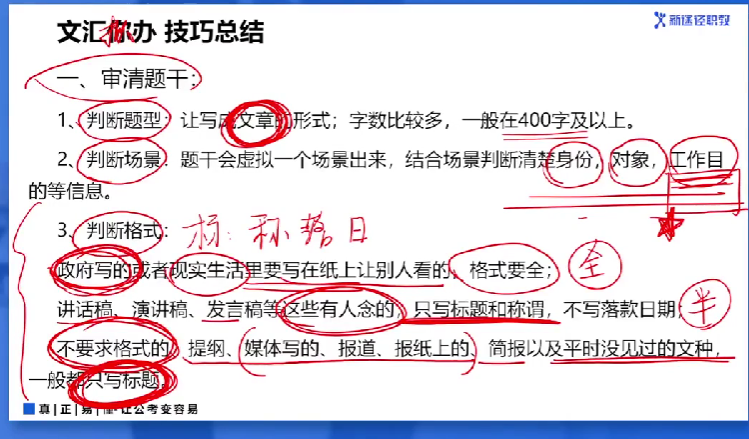 文汇标办 技巧总结
新途径职教
一、审清题干:
1、判断题型:让写成文章的形式;字数比较多,一般在400字及以上。
2、判断场景:题干会虚拟一个场景出来,结合场景判断清楚身份,对象,工作目
的等信息。
3、判断格式: 标 称 落 日
政府写的或者现实生活里要写在纸上让别人看的,格式要全; 全
讲话稿、演讲稿、发言稿等这些有人念的,只写标题和称谓,不写落款日期; 半
不要求格式的,提纲、媒体写的、报道、报纸上的、简报以及平时没见过的文种,
一般都只写标题。
真|正|易|懂·让公考变容易